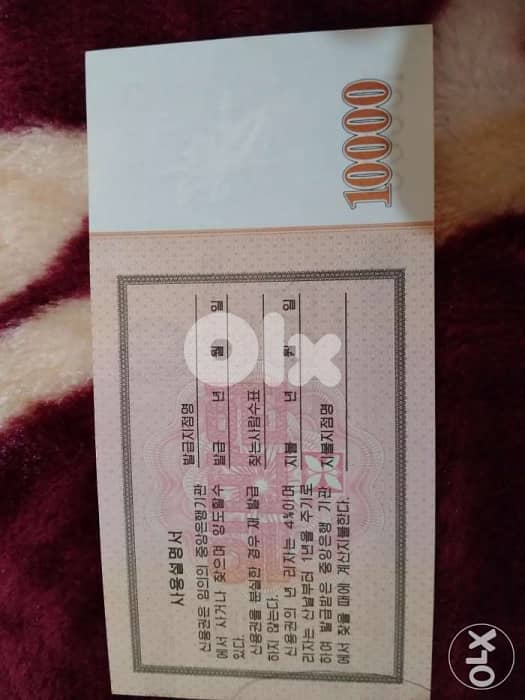 10000
사용설명서
신용권은 임의의 중앙은행기관
에서 사거나 찾으며 양도할수
있다.
신용권을 분실한 경우 재발급
하지 않는다.
신용권의 년 리자는 4%이며
리자는 산날부터 1년을 주기로
하여 발급받은 중앙은행 기관
에서 찾을 때에 계산지불한다.
발급지점명
발급 년 월 일
찾는사람수표
지불 년 월 일
지불지점명
OLX
OLX